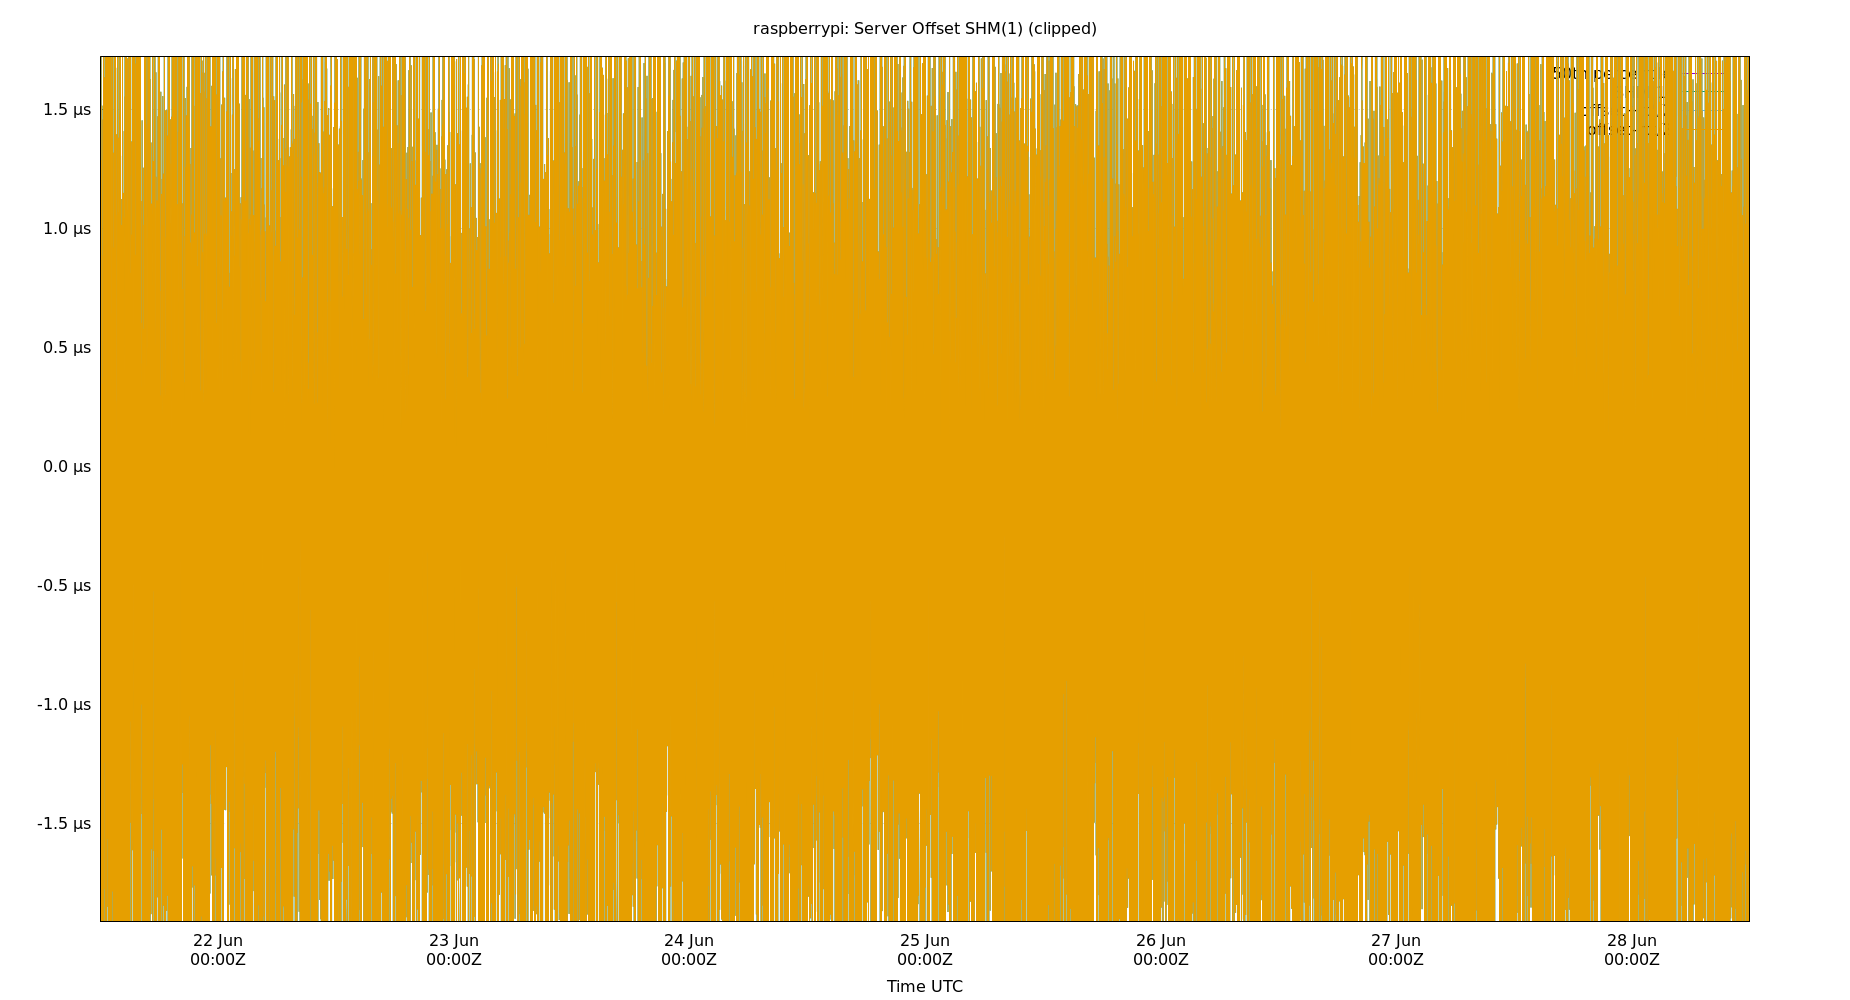 raspberrypi: Server Offset SHM(1) (clipped)
1.5 µs
1.0 µs
0.5 µs
0.0 µs
-0.5 µs
-1.0 µs
-1.5 µs
22 Jun 23 Jun 24 Jun 25 Jun 26 Jun 27 Jun 28 Jun
00:00Z 00:00Z 00:00Z 00:00Z 00:00Z 00:00Z 00:00Z
Time UTC